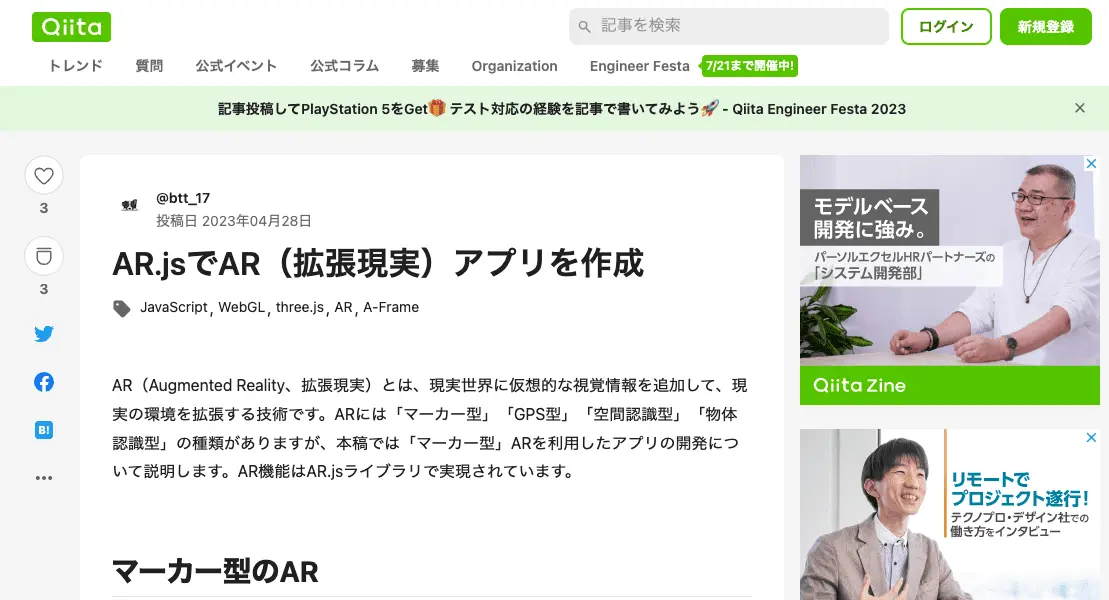 Qiita
記事を検索
ログイン
新規登録
トレンド
質問
公式イベント
公式コラム
募集
Organization
Engineer Festa
7/21まで開催中!
記事投稿してPlayStation 5をGet🎁 テスト対応の経験を記事で書いてみよう🚀 - Qiita Engineer Festa 2023
3
3
B!
@btt_17
投稿日 2023年04月28日
AR.jsでAR（拡張現実）アプリを作成
JavaScript, WebGL, three.js, AR, A-Frame
AR（Augmented Reality、拡張現実）とは、現実世界に仮想的な視覚情報を追加して、現
実の環境を拡張する技術です。ARには「マーカー型」「GPS型」「空間認識型」「物体
認識型」の種類がありますが、本稿では「マーカー型」ARを利用したアプリの開発につ
いて説明します。AR機能はAR.jsライブラリで実現されています。
マーカー型のAR
モデルベース
開発に強み。
パーソルエクセルHRパートナーズの
「システム開発部」
Qiita Zine
リモートで
プロジェクト遂行!
テクノプロ・デザイン社での
働き方をインタビュー